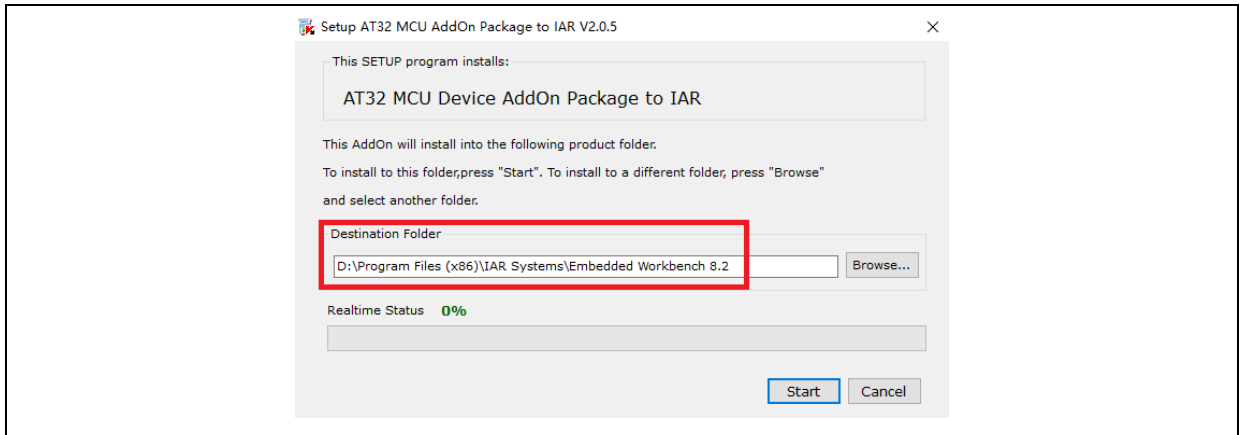 Setup AT32 MCU AddOn Package to IAR V2.0.5
This SETUP program installs:
AT32 MCU Device AddOn Package to IAR
This AddOn will install into the following product folder.
To install to this folder,press "Start". To install to a different folder, press "Browse"
and select another folder.
Destination Folder
D:\Program Files (x86)\IAR Systems\Embedded Workbench 8.2
Browse...
Realtime Status 0%
Start Cancel